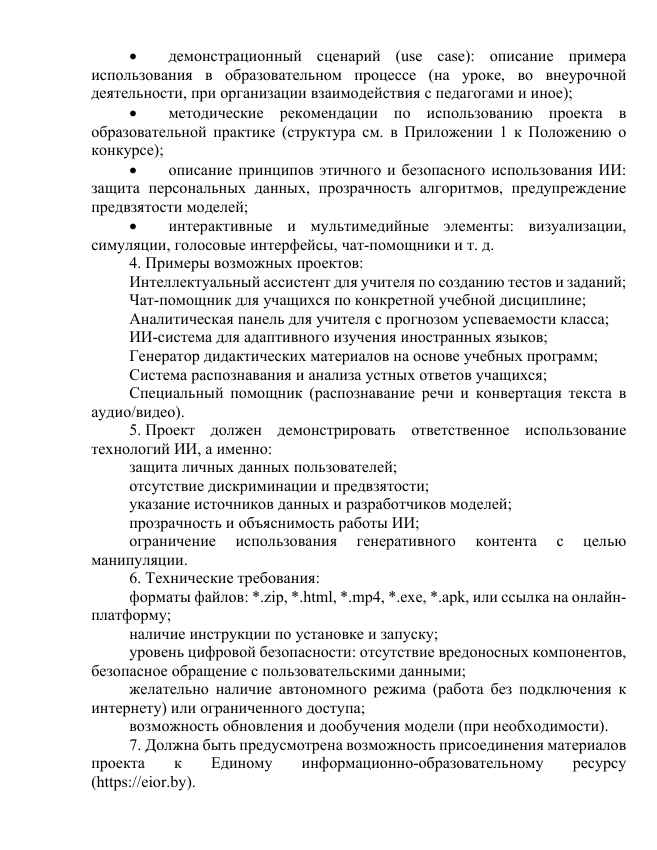 • демонстрационный сценарий (use case): описание примера
использования в образовательном процессе (на уроке, во внеурочной
деятельности, при организации взаимодействия с педагогами и иное);
• методические рекомендации по использованию проекта в
образовательной практике (структура см. в Приложении 1 к Положению о
конкурсе);
• описание принципов этичного и безопасного использования ИИ:
защита персональных данных, прозрачность алгоритмов, предупреждение
предвзятости моделей;
• интерактивные и мультимедийные элементы: визуализации,
симуляции, голосовые интерфейсы, чат-помощники и т. д.
4. Примеры возможных проектов:
Интеллектуальный ассистент для учителя по созданию тестов и заданий;
Чат-помощник для учащихся по конкретной учебной дисциплине;
Аналитическая панель для учителя с прогнозом успеваемости класса;
ИИ-система для адаптивного изучения иностранных языков;
Генератор дидактических материалов на основе учебных программ;
Система распознавания и анализа устных ответов учащихся;
Специальный помощник (распознавание речи и конвертация текста в
аудио/видео).
5. Проект должен демонстрировать ответственное использование
технологий ИИ, а именно:
защита личных данных пользователей;
отсутствие дискриминации и предвзятости;
указание источников данных и разработчиков моделей;
прозрачность и объяснимость работы ИИ;
ограничение использования генеративного контента с целью
манипуляции.
6. Технические требования:
форматы файлов: *.zip, *.html, *.mp4, *.exe, *.apk, или ссылка на онлайн-
платформу;
наличие инструкции по установке и запуску;
уровень цифровой безопасности: отсутствие вредоносных компонентов,
безопасное обращение с пользовательскими данными;
желательно наличие автономного режима (работа без подключения к
интернету) или ограниченного доступа;
возможность обновления и дообучения модели (при необходимости).
7. Должна быть предусмотрена возможность присоединения материалов
проекта к Единому информационно-образовательному ресурсу
(https://eior.by).